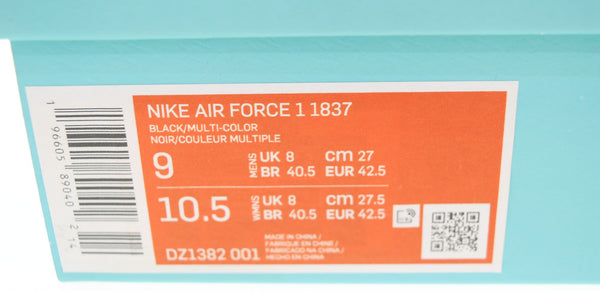 NIKE AIR FORCE 1 1837
BLACK/MULTI-COLOR
NOIR/COULEUR MULTIPLE
9 MENS UK 8 cm 27
BR 40.5 EUR 42.5
10.5 WMNS UK 8 cm 27.5
BR 40.5 EUR 42.5
DZ1382 001
MADE IN CHINA /
FABRIQUE EN CHINE /
FABRICADO NA CHINA /
HECHO EN CHINA
1 96605 89040 2 14